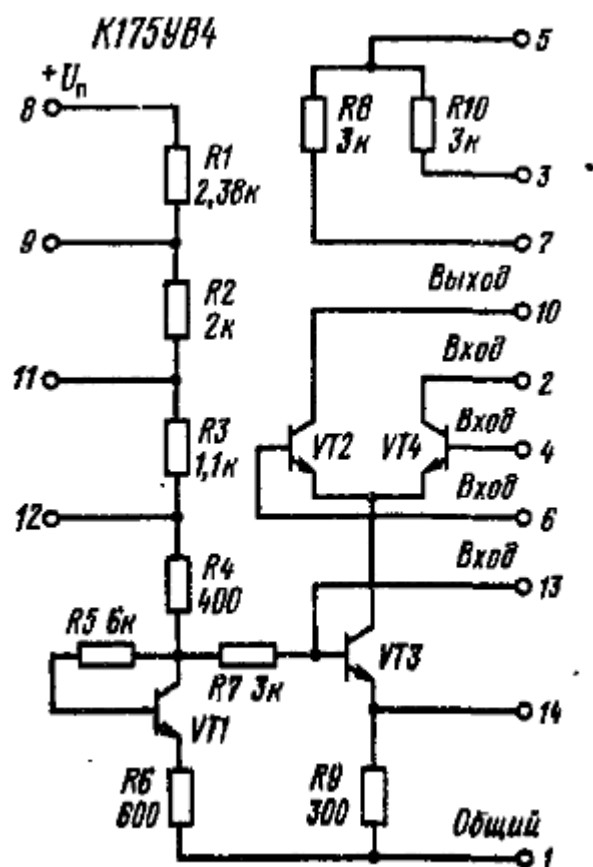 К175УВ4
+Uп
8
R1
2,38к
9
R2
2к
11
R3
1,1к
12
R4
400
R5 6к
R7 3к
VT1
R6
600
5
R8
3к
R10
3к
3
7
Выход
10
Вход
2
VT2
VT4
Вход
4
Вход
6
Вход
13
VT3
14
R9
300
Общий
1